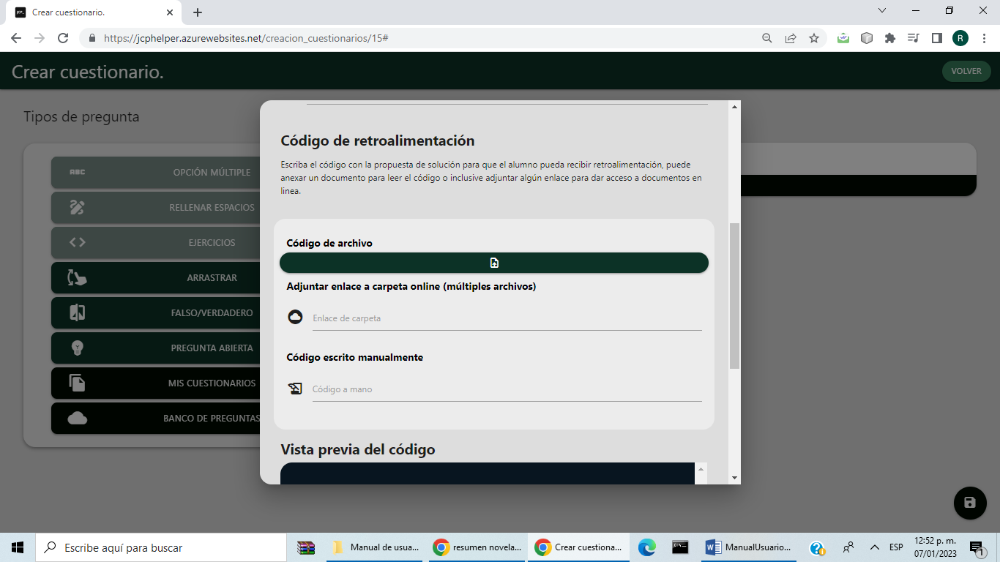 JCP_
Crear cuestionario.
https://jcphelper.azurewebsites.net/creacion_cuestionarios/15#
R
Crear cuestionario.
VOLVER
Tipos de pregunta
ABC OPCIÓN MÚLTIPLE
RELLENAR ESPACIOS
EJERCICIOS
ARRASTRAR
FALSO/VERDADERO
PREGUNTA ABIERTA
MIS CUESTIONARIOS
BANCO DE PREGUNTAS
Código de retroalimentación
Escriba el código con la propuesta de solución para que el alumno pueda recibir retroalimentación, puede
anexar un documento para leer el código o inclusive adjuntar algún enlace para dar acceso a documentos en
linea.
Código de archivo
Adjuntar enlace a carpeta online (múltiples archivos)
Enlace de carpeta
Código escrito manualmente
Código a mano
Vista previa del código
Escribe aquí para buscar
Manual de usua...
resumen novela...
Crear cuestiona...
ManualUsuario...
ESP
12:52 p. m.
07/01/2023
1